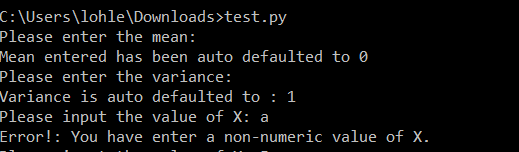 C:\Users\lohle\Downloads>test.py
Please enter the mean:
Mean entered has been auto defaulted to 0
Please enter the variance:
Variance is auto defaulted to : 1
Please input the value of X: a
Error!: You have enter a non-numeric value of X.